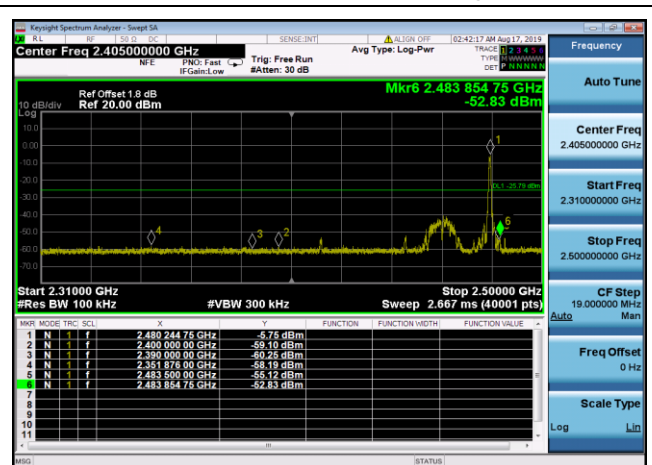 Keysight Spectrum Analyzer - Swept SA
RL RF 50 Ω DC SENSE:INT ALIGN OFF 02:42:17 AM Aug 17, 2019
Center Freq 2.405000000 GHz
NFE PNO: Fast IFGain:Low Trig: Free Run #Atten: 30 dB Avg Type: Log-Pwr
TRACE 1 2 3 4 5 6
TYPE M WWWWW
DET P N N N N N
Frequency
Auto Tune
Center Freq
2.405000000 GHz
Start Freq
2.310000000 GHz
Stop Freq
2.500000000 GHz
CF Step
19.000000 MHz
Auto Man
Freq Offset
0 Hz
Scale Type
Log Lin
Mkr6 2.483 854 75 GHz
-52.83 dBm
Ref Offset 1.8 dB
10 dB/div Ref 20.00 dBm
Log
10.0
0.00
-10.0
-20.0
-30.0
-40.0
-50.0
-60.0
-70.0
1
DL1 -25.79 dBm
6
4
3
2
Start 2.31000 GHz Stop 2.50000 GHz
#Res BW 100 kHz #VBW 300 kHz Sweep 2.667 ms (40001 pts)
MKR MODE TRC SCL X Y FUNCTION FUNCTION WIDTH FUNCTION VALUE
1 N 1 f 2.480 244 75 GHz -5.75 dBm
2 N 1 f 2.400 000 00 GHz -59.10 dBm
3 N 1 f 2.390 000 00 GHz -60.25 dBm
4 N 1 f 2.351 876 00 GHz -58.19 dBm
5 N 1 f 2.483 500 00 GHz -55.12 dBm
6 N 1 f 2.483 854 75 GHz -52.83 dBm
7
8
9
10
11
MSG STATUS